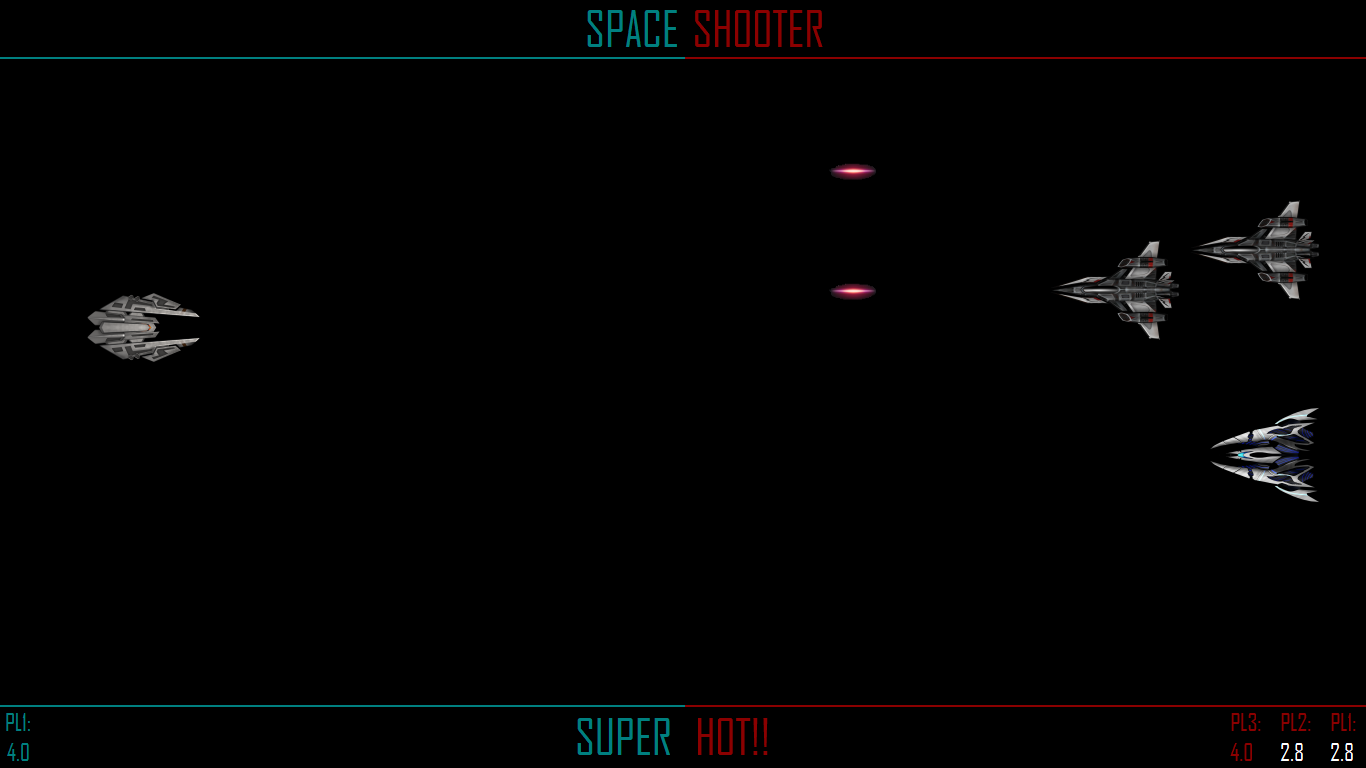 SPACE SHOOTER
PL1:
4.0
SUPER HOT!!
PL3: PL2: PL1:
4.0 2.8 2.8